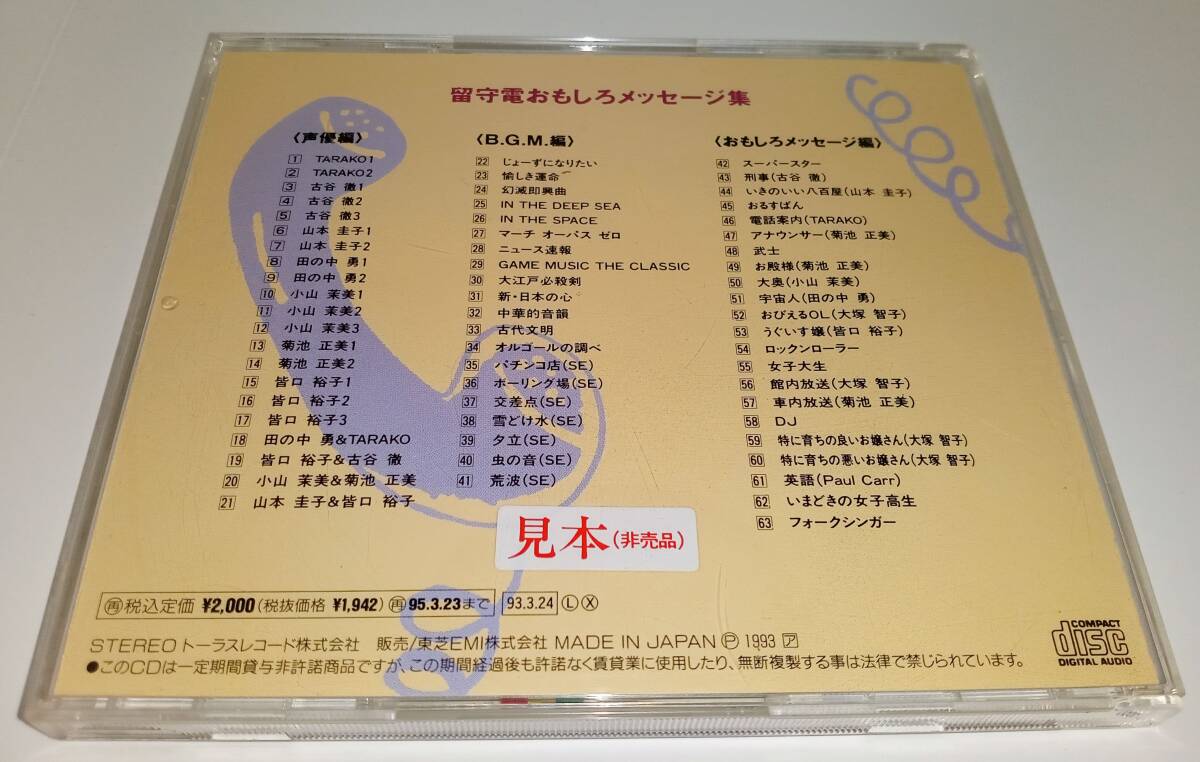 留守電おもしろメッセージ集
〈声優編〉
1 TARAKO1
2 TARAKO2
3 古谷 徹1
4 古谷 徹2
5 古谷 徹3
6 山本 圭子1
7 山本 圭子2
8 田の中 勇1
9 田の中 勇2
10 小山 茉美1
11 小山 茉美2
12 小山 茉美3
13 菊池 正美1
14 菊池 正美2
15 皆口 裕子1
16 皆口 裕子2
17 皆口 裕子3
18 田の中 勇&TARAKO
19 皆口 裕子&古谷 徹
20 小山 茉美&菊池 正美
21 山本 圭子&皆口 裕子
〈B.G.M.編〉
22 じょーずになりたい
23 愉しき運命
24 幻滅即興曲
25 IN THE DEEP SEA
26 IN THE SPACE
27 マーチ オーパス ゼロ
28 ニュース速報
29 GAME MUSIC THE CLASSIC
30 大江戸必殺剣
31 新・日本の心
32 中華的音韻
33 古代文明
34 オルゴールの調べ
35 パチンコ店(SE)
36 ボーリング場(SE)
37 交差点(SE)
38 雪どけ水(SE)
39 夕立(SE)
40 虫の音(SE)
41 荒波(SE)
〈おもしろメッセージ編〉
42 スーパースター
43 刑事(古谷 徹)
44 いきのいい八百屋(山本 圭子)
45 おるすばん
46 電話案内(TARAKO)
47 アナウンサー(菊池 正美)
48 武士
49 お殿様(菊池 正美)
50 大奥(小山 茉美)
51 宇宙人(田の中 勇)
52 おびえるOL(大塚 智子)
53 うぐいす嬢(皆口 裕子)
54 ロックンローラー
55 女子大生
56 館内放送(大塚 智子)
57 車内放送(菊池 正美)
58 DJ
59 特に育ちの良いお嬢さん(大塚 智子)
60 特に育ちの悪いお嬢さん(大塚 智子)
61 英語(Paul Carr)
62 いまどきの女子高生
63 フォークシンガー
見本(非売品)
再税込定価 ¥2,000(税抜価格 ¥1,942) 再95.3.23まで 93.3.24 Ⓛ Ⓧ
STEREO トーラスレコード株式会社 販売/東芝EMI株式会社 MADE IN JAPAN Ⓟ 1993 ア
●このCDは一定期間貸与非許諾商品ですが、この期間経過後も許諾なく賃貸業に使用したり、無断複製する事は法律で禁じられています。
COMPACT
disc
DIGITAL AUDIO